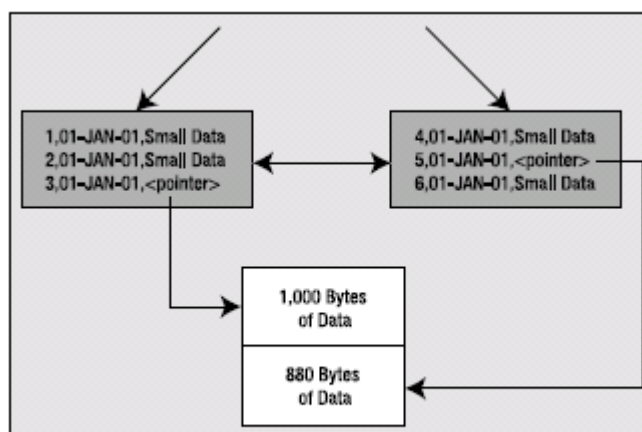 1,01-JAN-01,Small Data
2,01-JAN-01,Small Data
3,01-JAN-01,<pointer>
4,01-JAN-01,Small Data
5,01-JAN-01,<pointer>
6,01-JAN-01,Small Data
1,000 Bytes
of Data
880 Bytes
of Data